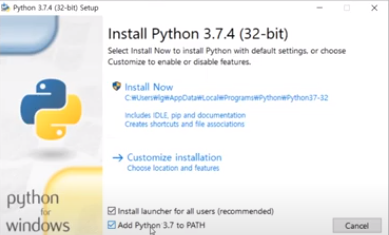 Python 3.7.4 (32-bit) Setup
Install Python 3.7.4 (32-bit)
Select Install Now to install Python with default settings, or choose
Customize to enable or disable features.
Install Now
C:₩Users₩lg₩AppData₩Local₩Programs₩Python₩Python37-32
Includes IDLE, pip and documentation
Creates shortcuts and file associations
Customize installation
Choose location and features
python
for
windows
Install launcher for all users (recommended)
Add Python 3.7 to PATH
Cancel